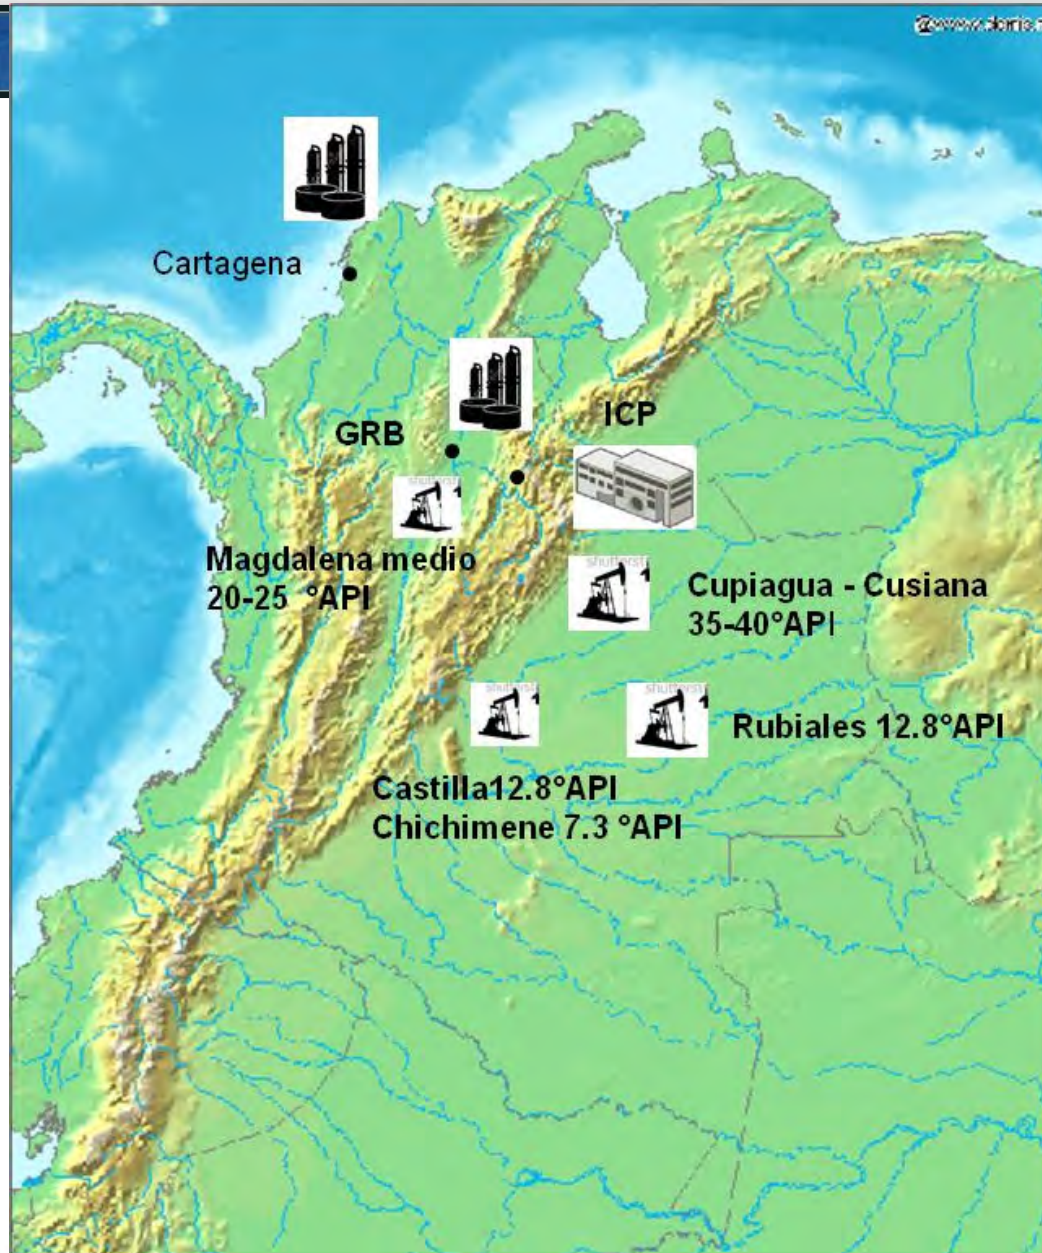 Cartagena
GRB
ICP
Magdalena medio
20-25 °API
Cupiagua - Cusiana
35-40°API
Rubiales 12.8°API
Castilla12.8°API
Chichimene 7.3 °API